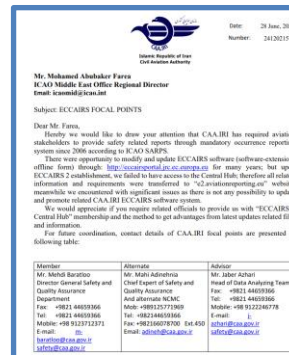 CAA.IRI
Islamic Republic of Iran
Civil Aviation Authority
Date: 28 June, 20
Number: 24120215
Mr. Mohamed Abubaker Farea
ICAO Middle East Office Regional Director
Email: icaomid@icao.int
Subject: ECCAIRS FOCAL POINTS
Dear Mr. Farea,
Hereby we would like to draw your attention that CAA.IRI has required aviatio
stakeholders to provide safety related reports through mandatory occurrence reportin
system since 2006 according to ICAO SARPS.
There were opportunity to modify and update ECCAIRS software (software-extension
offline form) through: http://eccairsportal.jrc.ec.europa.eu for many years; but upo
ECCAIRS 2 establishment, we failed to have access to the Central Hub; therefore all relate
information and requirements were transferred to "e2.aviationreporting.eu" websit
meanwhile we encountered with significant issues as there is not any possibility to upda
and promote related CAA.IRI ECCAIRS software system.
We would appreciate if you require related officials to provide us with "ECCAIRS
Central Hub" membership and the method to get advantages from latest updates related fil
and information.
For future coordination, contact details of CAA.IRI focal points are presented i
following table:
Member Alternate Advisor
Mr. Mehdi Baratloo Mr. Mahi Adinehnia Mr. Jaber Azhari
Director General Safety and Chief Expert of Safety and Head of Data Analyzing Team
Quality Assurance Quality Assurance Fax: +9821 44659366
Department And alternate NCMC Tel: +9821 44659366
Fax: +9821 44659366 Mob: +989125771969 Mobile: +98 9122246778
Tel: +9821 44659366 Tel: +982144659366 E-mail: j-
Mobile: +98 9123712371 Fax: +982166078700 Ext.450 azhari@caa.gov.ir
E-mail: m- Email: adineh@caa.gov.ir safety@caa.gov.ir
baratloo@caa.gov.ir
safety@caa.gov.ir